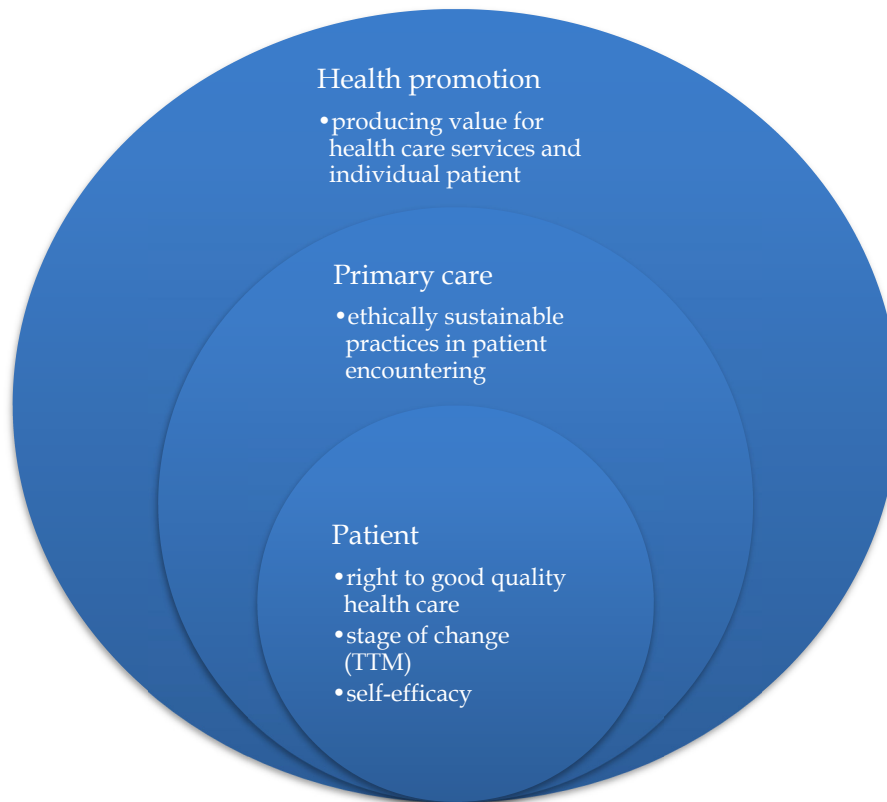 Health promotion
•producing value for
health care services and
individual patient
Primary care
•ethically sustainable
practices in patient
encountering
Patient
•right to good quality
health care
•stage of change
(TTM)
•self-efficacy